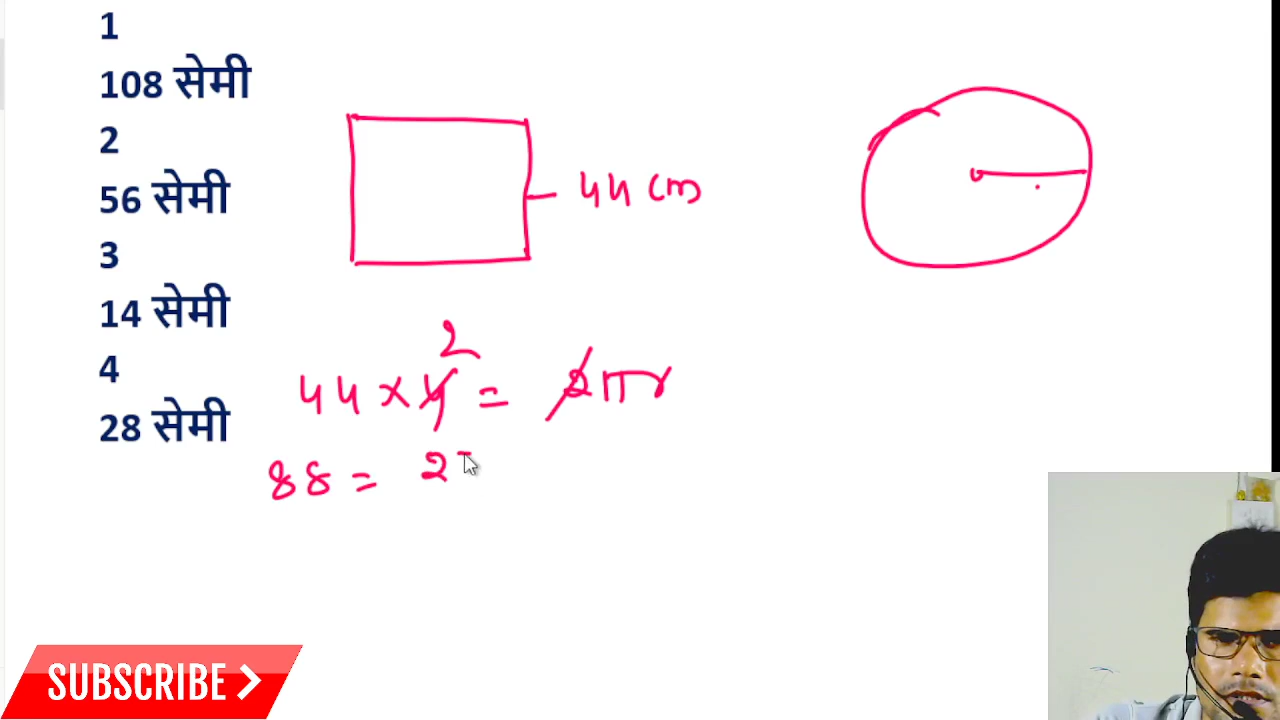 1
108 सेमी
2
56 सेमी
3
14 सेमी
4
28 सेमी
44 cm
2
44 × 4 = 2πr
88 = 2
SUBSCRIBE